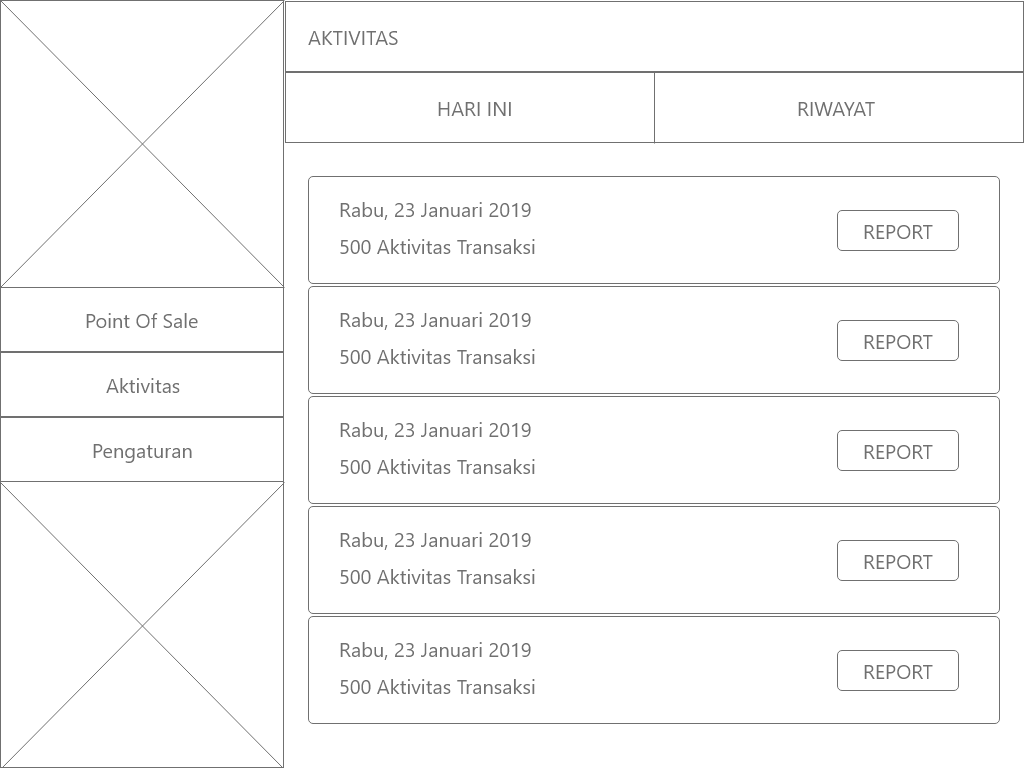 AKTIVITAS
HARI INI
RIWAYAT
Point Of Sale
Aktivitas
Pengaturan
Rabu, 23 Januari 2019
500 Aktivitas Transaksi
REPORT
Rabu, 23 Januari 2019
500 Aktivitas Transaksi
REPORT
Rabu, 23 Januari 2019
500 Aktivitas Transaksi
REPORT
Rabu, 23 Januari 2019
500 Aktivitas Transaksi
REPORT
Rabu, 23 Januari 2019
500 Aktivitas Transaksi
REPORT